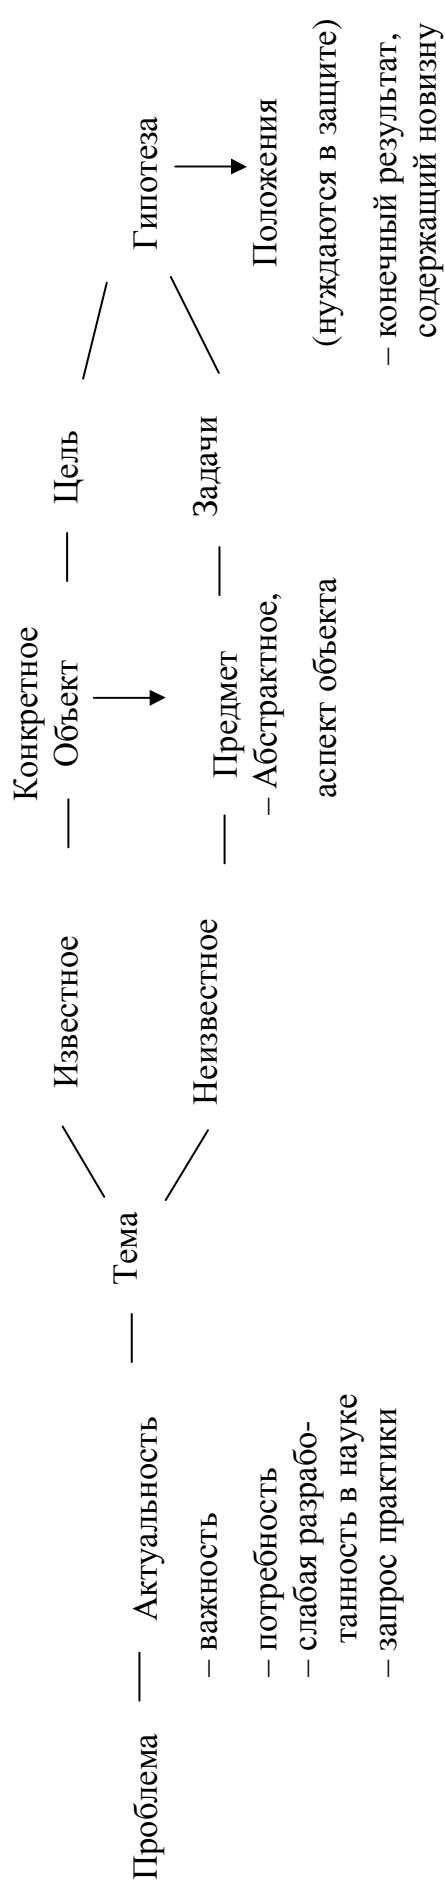 Проблема
Актуальность
– важность
– потребность
– слабая разрабо-
танность в науке
– запрос практики
Тема
Известное
Неизвестное
Конкретное
Объект
Предмет
– Абстрактное,
аспект объекта
Цель
Задачи
Гипотеза
Положения
(нуждаются в защите)
– конечный результат,
содержащий новизну